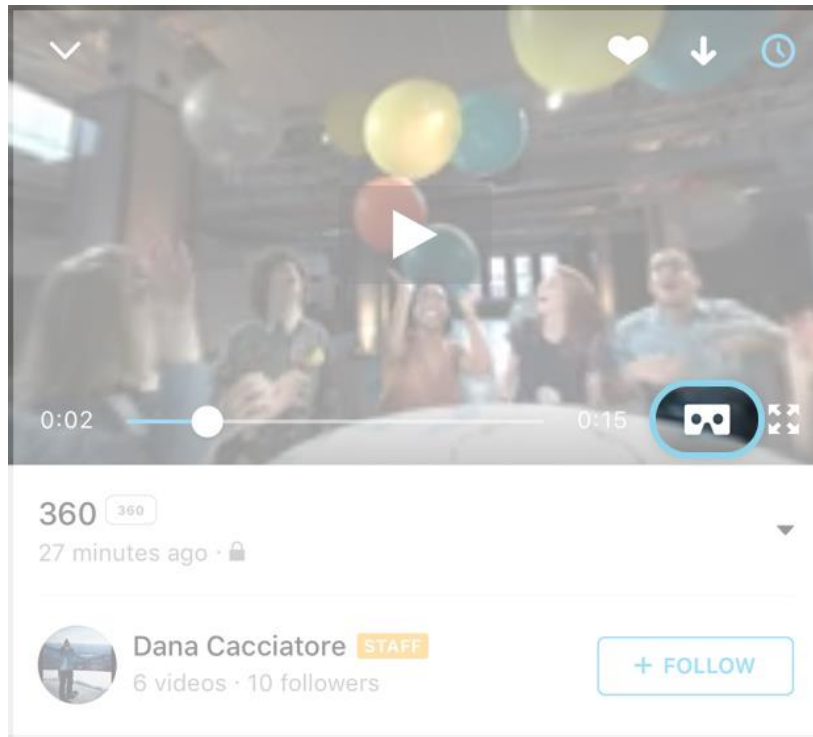 0:02 0:15
360 360
27 minutes ago ·
Dana Cacciatore STAFF
6 videos · 10 followers
+ FOLLOW